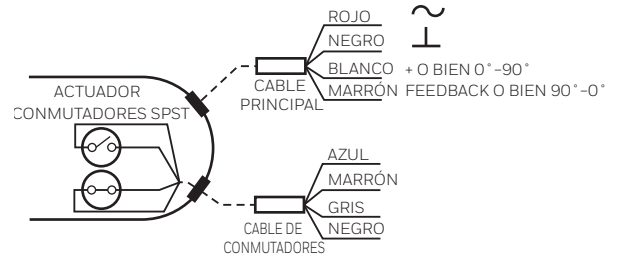 ROJO
NEGRO
BLANCO + O BIEN 0°-90°
MARRÓN FEEDBACK O BIEN 90°-0°
CABLE
PRINCIPAL
ACTUADOR
CONMUTADORES SPST
AZUL
MARRÓN
GRIS
NEGRO
CABLE DE
CONMUTADORES